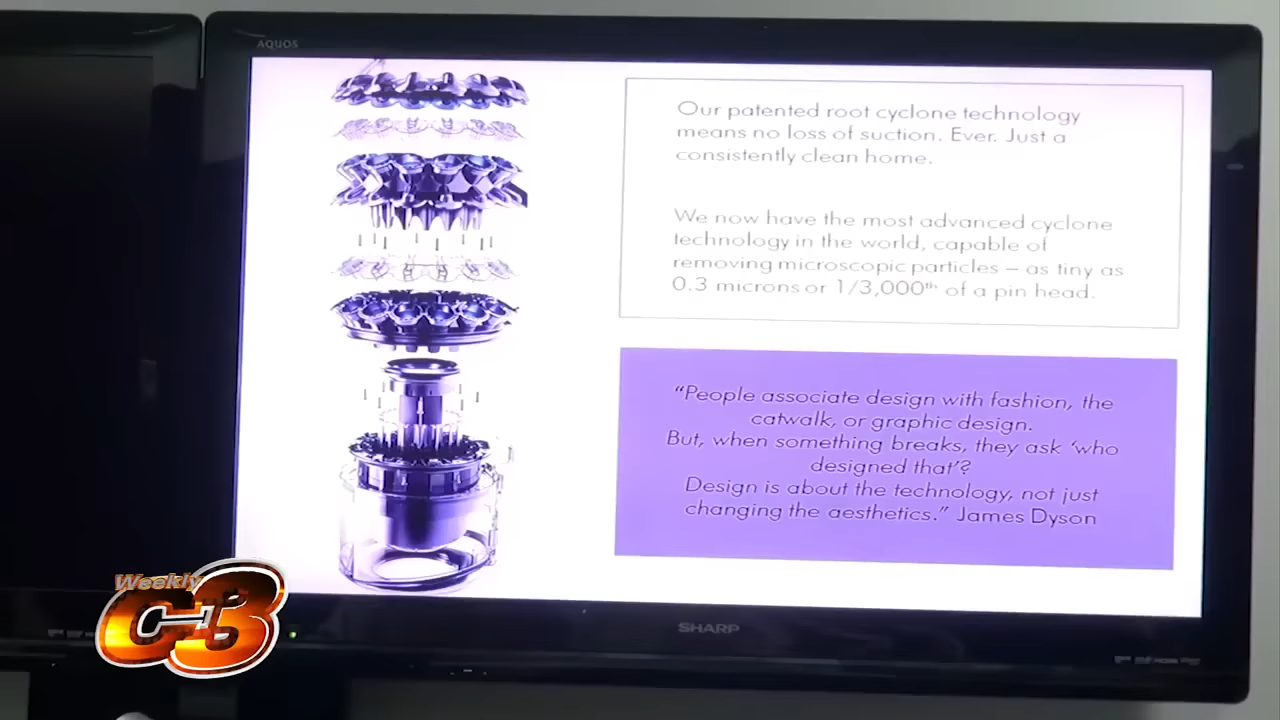 AQUOS
Our patented root cyclone technology
means no loss of suction. Ever. Just a
consistently clean home.
We now have the most advanced cyclone
technology in the world, capable of
removing microscopic particles – as tiny as
0.3 microns or 1/3,000th of a pin head.
“People associate design with fashion, the
catwalk, or graphic design.
But, when something breaks, they ask ‘who
designed that’?
Design is about the technology, not just
changing the aesthetics.” James Dyson
SHARP
Weekly
C3